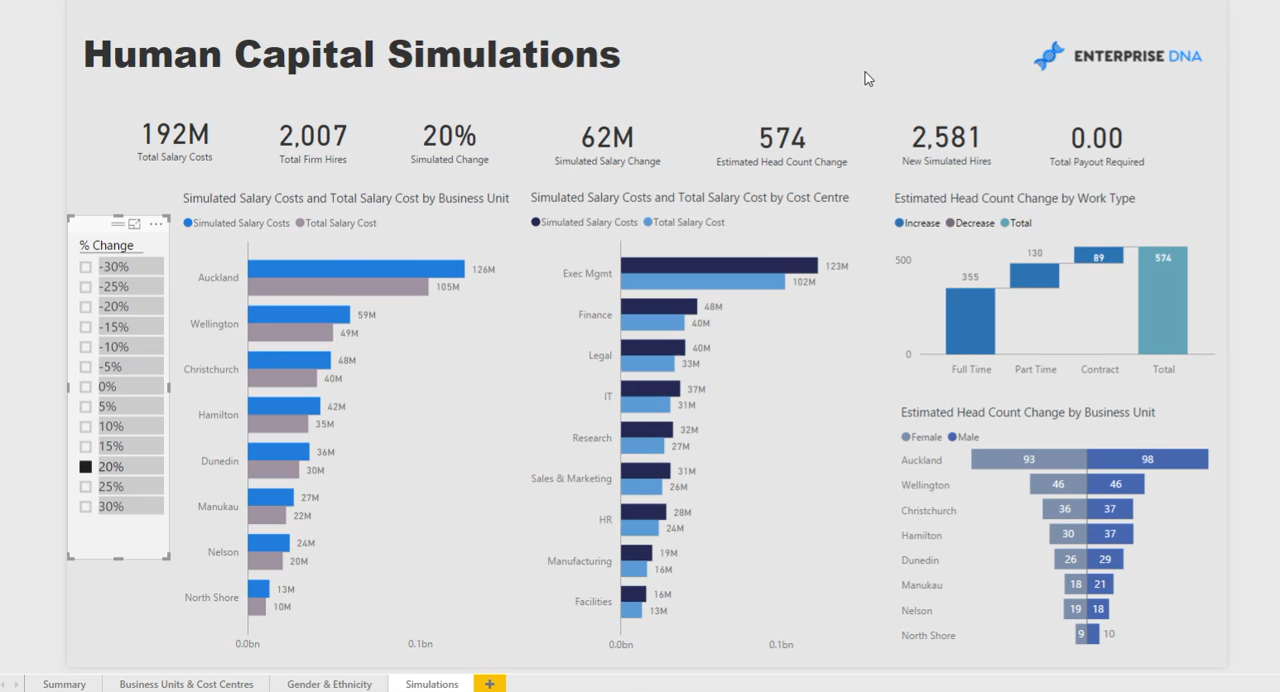 Human Capital Simulations
ENTERPRISE DNA
192M
Total Salary Costs
2,007
Total Firm Hires
20%
Simulated Change
62M
Simulated Salary Change
574
Estimated Head Count Change
2,581
New Simulated Hires
0.00
Total Payout Required
% Change
-30%
-25%
-20%
-15%
-10%
-5%
0%
5%
10%
15%
20%
25%
30%
Simulated Salary Costs and Total Salary Cost by Business Unit
Simulated Salary Costs Total Salary Cost
Auckland 126M
105M
Wellington 59M
49M
Christchurch 48M
40M
Hamilton 42M
35M
Dunedin 36M
30M
Manukau 27M
22M
Nelson 24M
20M
North Shore 13M
10M
0.0bn 0.1bn
Simulated Salary Costs and Total Salary Cost by Cost Centre
Simulated Salary Costs Total Salary Cost
Exec Mgmt 123M
102M
Finance 48M
40M
Legal 40M
33M
IT 37M
31M
Research 32M
27M
Sales & Marketing 31M
26M
HR 28M
24M
Manufacturing 19M
16M
Facilities 16M
13M
0.0bn 0.1bn
Estimated Head Count Change by Work Type
Increase Decrease Total
500
0
355
130
89
574
Full Time Part Time Contract Total
Estimated Head Count Change by Business Unit
Female Male
Auckland 93 98
Wellington 46 46
Christchurch 36 37
Hamilton 30 37
Dunedin 26 29
Manukau 18 21
Nelson 19 18
North Shore 9 10
Summary Business Units & Cost Centres Gender & Ethnicity Simulations +